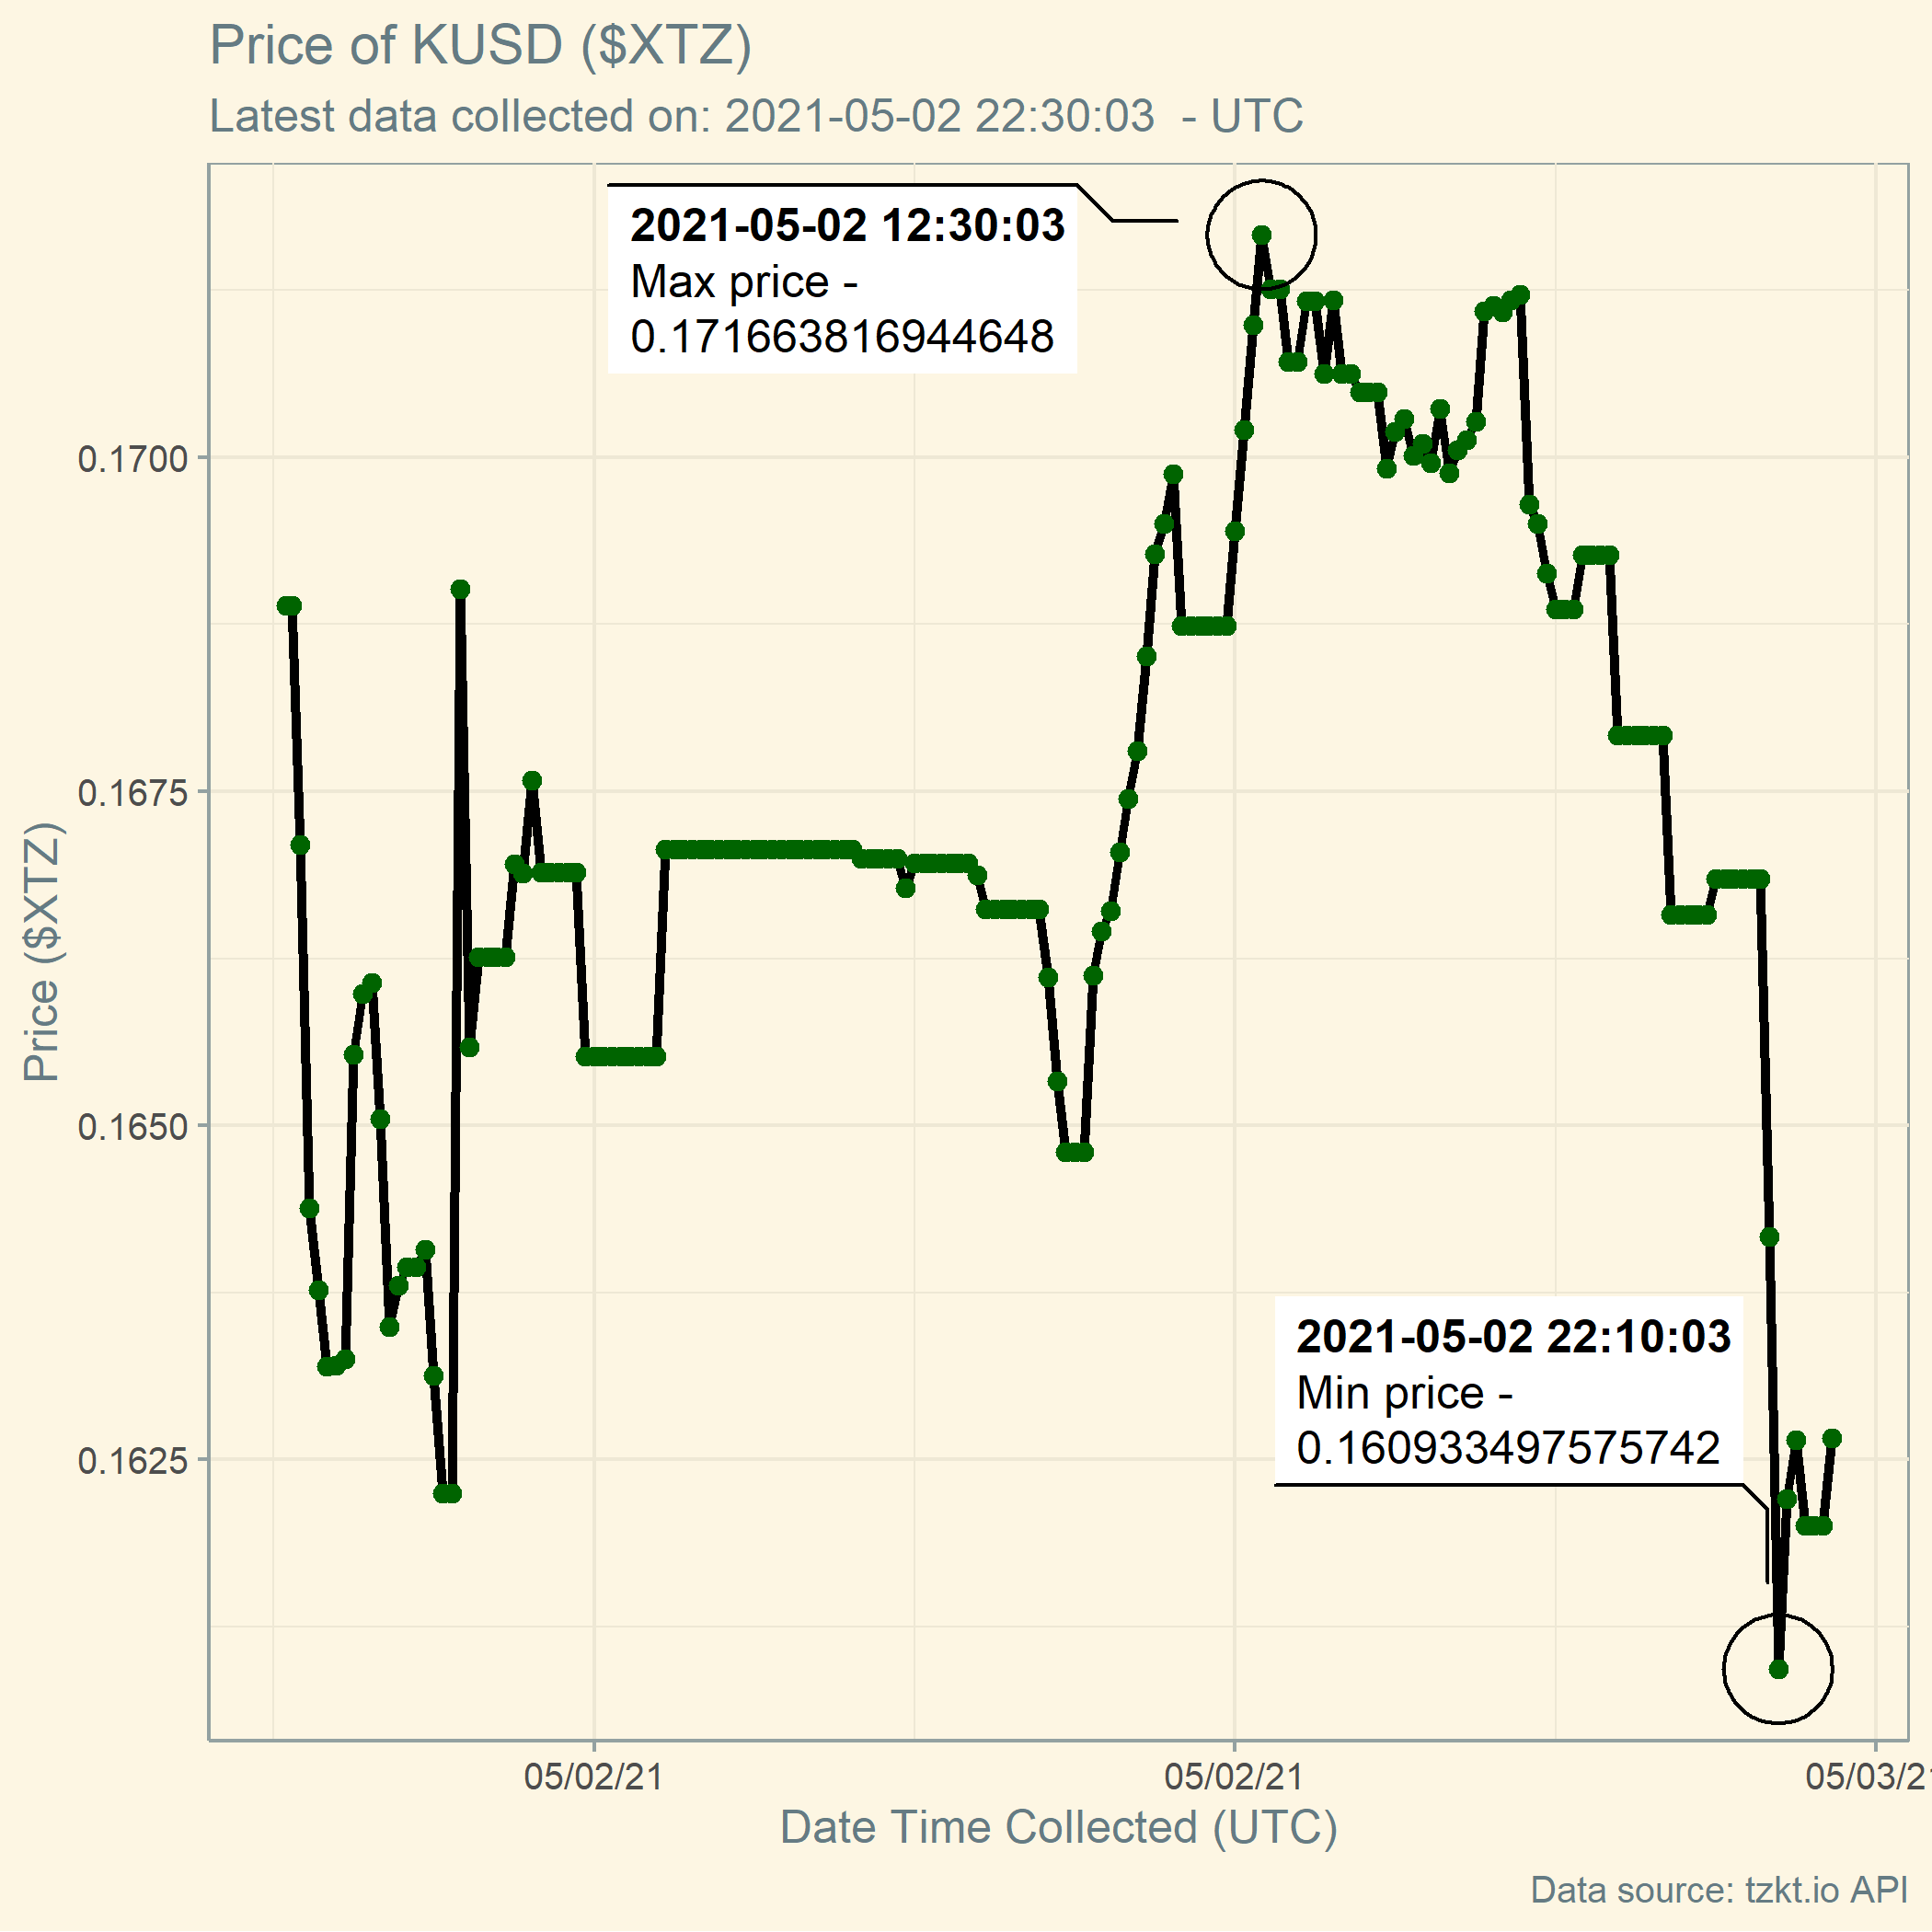 Price of KUSD ($XTZ)
Latest data collected on: 2021-05-02 22:30:03  - UTC
2021-05-02 12:30:03
Max price -
0.171663816944648
0.1700
0.1675
0.1650
0.1625
Price ($XTZ)
2021-05-02 22:10:03
Min price -
0.160933497575742
05/02/21
05/02/21
05/03/21
Date Time Collected (UTC)
Data source: tzkt.io API